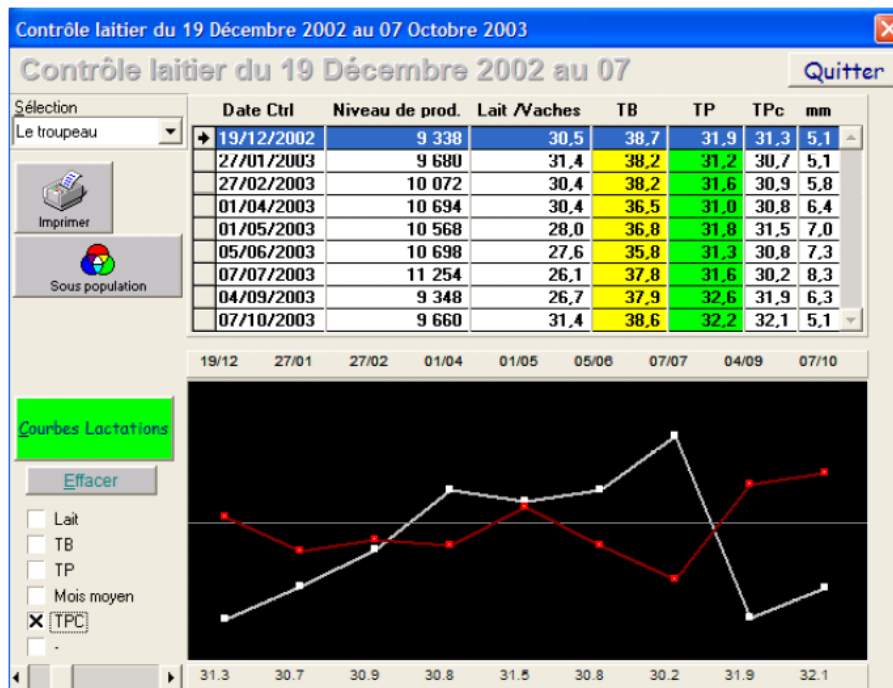 Contrôle laitier du 19 Décembre 2002 au 07 Octobre 2003
Contrôle laitier du 19 Décembre 2002 au 07
Quitter
Sélection
Le troupeau
Imprimer
Sous population
Date Ctrl Niveau de prod. Lait /Vaches TB TP TPc mm
19/12/2002 9 338 30,5 38,7 31,9 31,3 5,1
27/01/2003 9 680 31,4 38,2 31,2 30,7 5,1
27/02/2003 10 072 30,4 38,2 31,6 30,9 5,8
01/04/2003 10 694 30,4 36,5 31,0 30,8 6,4
01/05/2003 10 568 28,0 36,8 31,8 31,5 7,0
05/06/2003 10 698 27,6 35,8 31,3 30,8 7,3
07/07/2003 11 254 26,1 37,8 31,6 30,2 8,3
04/09/2003 9 348 26,7 37,9 32,6 31,9 6,3
07/10/2003 9 660 31,4 38,6 32,2 32,1 5,1
19/12 27/01 27/02 01/04 01/05 05/06 07/07 04/09 07/10
Courbes Lactations
Effacer
Lait
TB
TP
Mois moyen
TPC
-
31.3 30.7 30.9 30.8 31.5 30.8 30.2 31.9 32.1